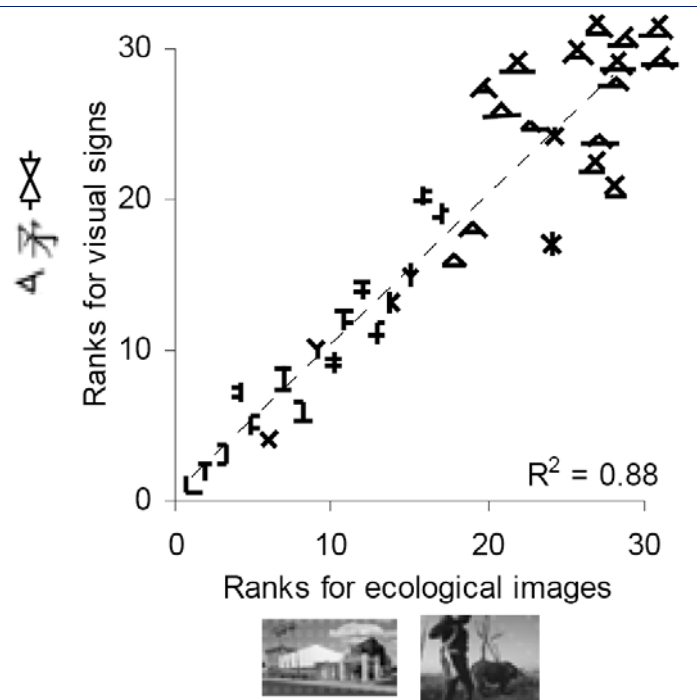 30
20
10
0
Ranks for visual signs
R² = 0.88
0 10 20 30
Ranks for ecological images